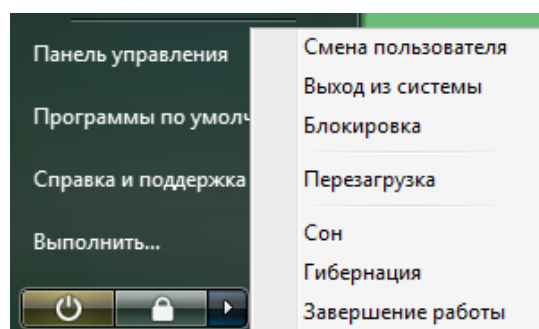 Панель управления
Программы по умолч
Справка и поддержка
Выполнить...
Смена пользователя
Выход из системы
Блокировка
Перезагрузка
Сон
Гибернация
Завершение работы